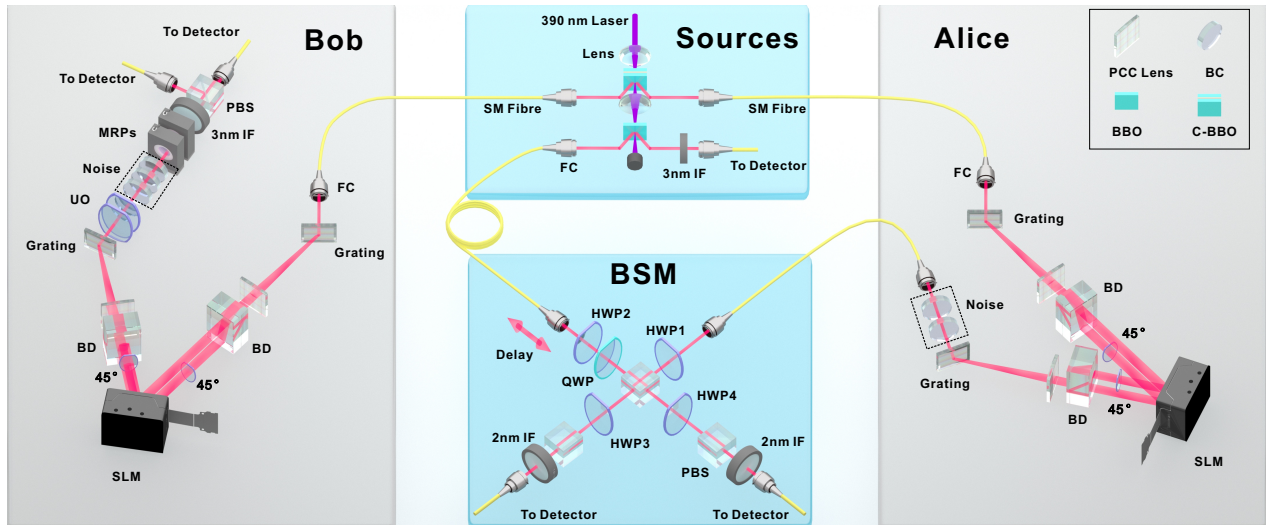 Bob
To Detector
To Detector
PBS
3nm IF
MRPs
Noise
UO
Grating
FC
Grating
BD
BD
45°
45°
SLM
Sources
390 nm Laser
Lens
SM Fibre
SM Fibre
FC
3nm IF
To Detector
BSM
HWP2
HWP1
Delay
QWP
HWP4
HWP3
2nm IF
2nm IF
PBS
To Detector
To Detector
Alice
PCC Lens
BC
BBO
C-BBO
FC
Grating
BD
Noise
45°
Grating
45°
BD
SLM